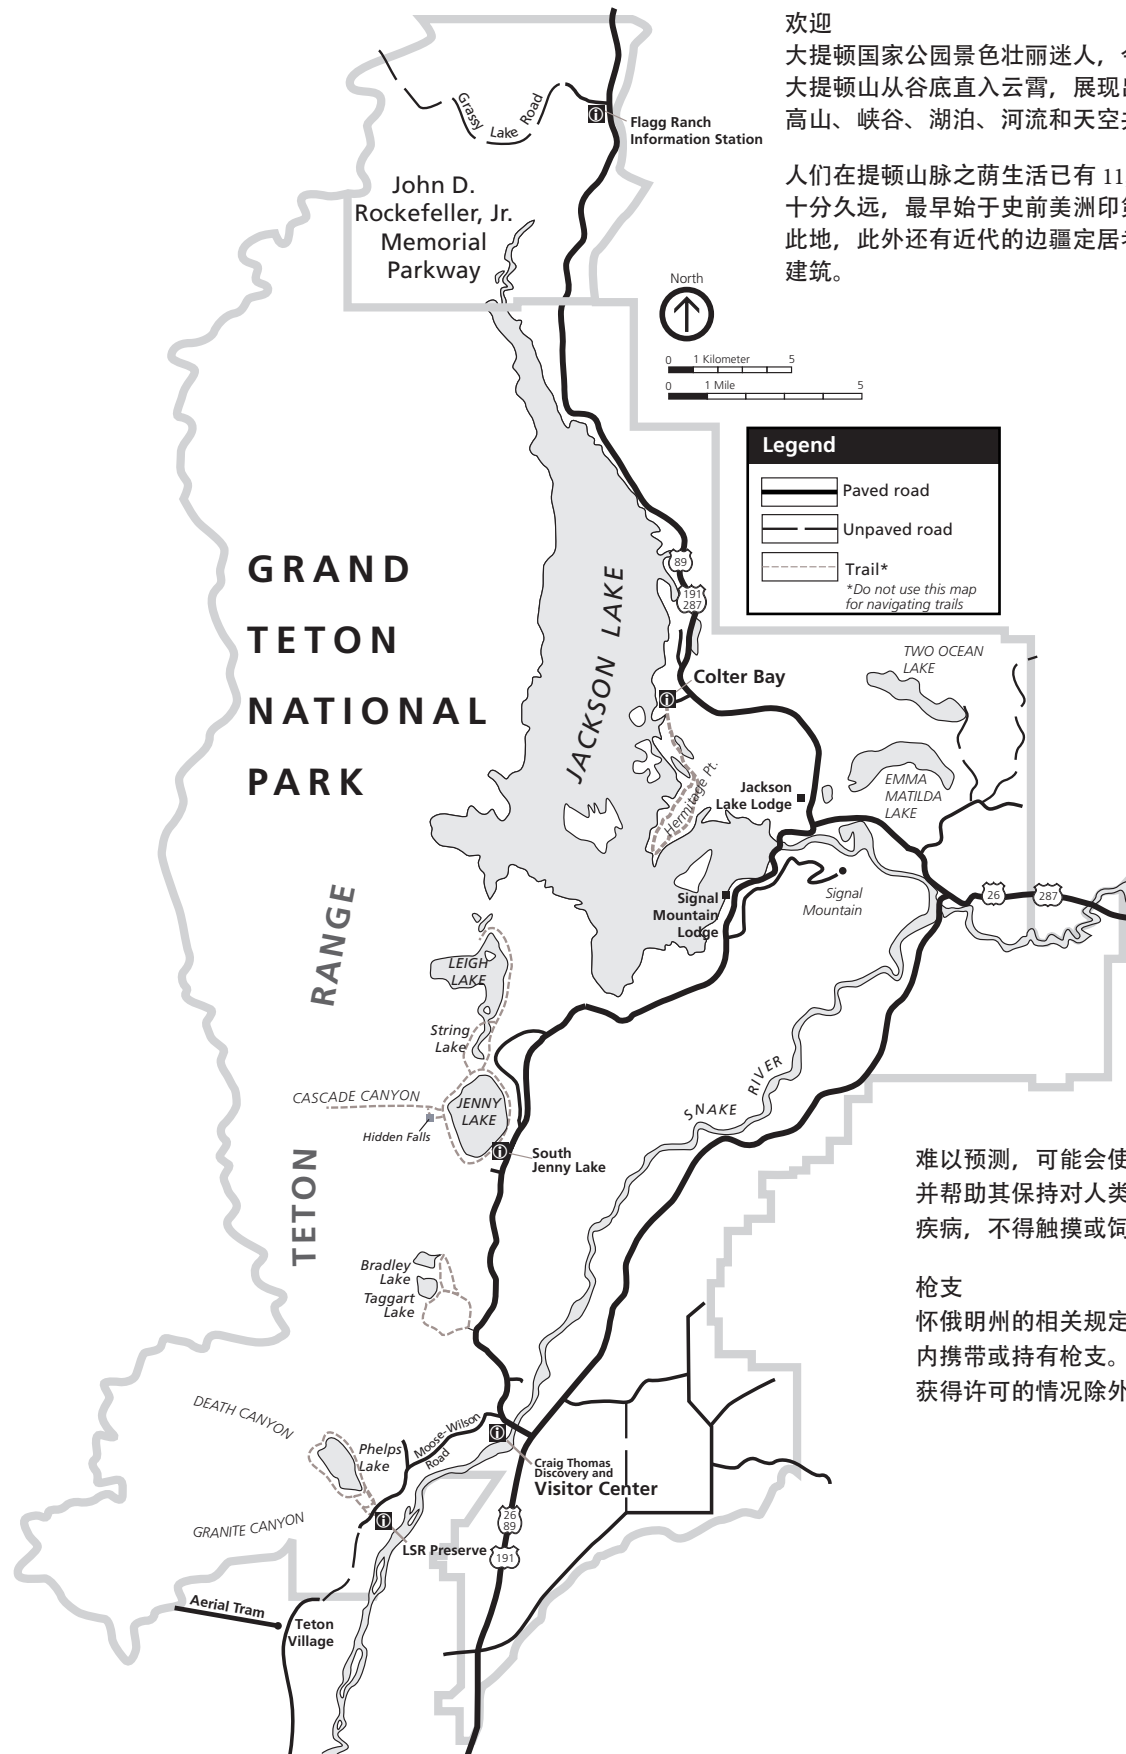 欢迎
大提顿国家公园景色壮丽迷人，
大提顿山从谷底直入云霄，展现
高山、峡谷、湖泊、河流和天空
人们在提顿山脉之荫生活已有 11
十分久远，最早始于史前美洲印
此地，此外还有近代的边疆定居
建筑。
Grassy Lake Road
Flagg Ranch
Information Station
John D.
Rockefeller, Jr.
Memorial
Parkway
North
0 1 Kilometer 5
0 1 Mile 5
Legend
Paved road
Unpaved road
Trail*
*Do not use this map
for navigating trails
GRAND
TETON
NATIONAL
PARK
89
191
287
JACKSON LAKE
TWO OCEAN
LAKE
Colter Bay
Hermitage Pt.
Jackson
Lake Lodge
EMMA
MATILDA
LAKE
Signal
Mountain
Lodge
Signal
Mountain
26
287
TETON RANGE
LEIGH
LAKE
String
Lake
CASCADE CANYON
JENNY
LAKE
Hidden Falls
South
Jenny Lake
SNAKE RIVER
难以预测，可能会使
并帮助其保持对人类
疾病，不得触摸或饲
枪支
怀俄明州的相关规定
内携带或持有枪支。
获得许可的情况除外
Bradley
Lake
Taggart
Lake
DEATH CANYON
Phelps
Lake
Moose-Wilson
Road
Craig Thomas
Discovery and
Visitor Center
GRANITE CANYON
26
89
191
LSR Preserve
Aerial Tram
Teton
Village